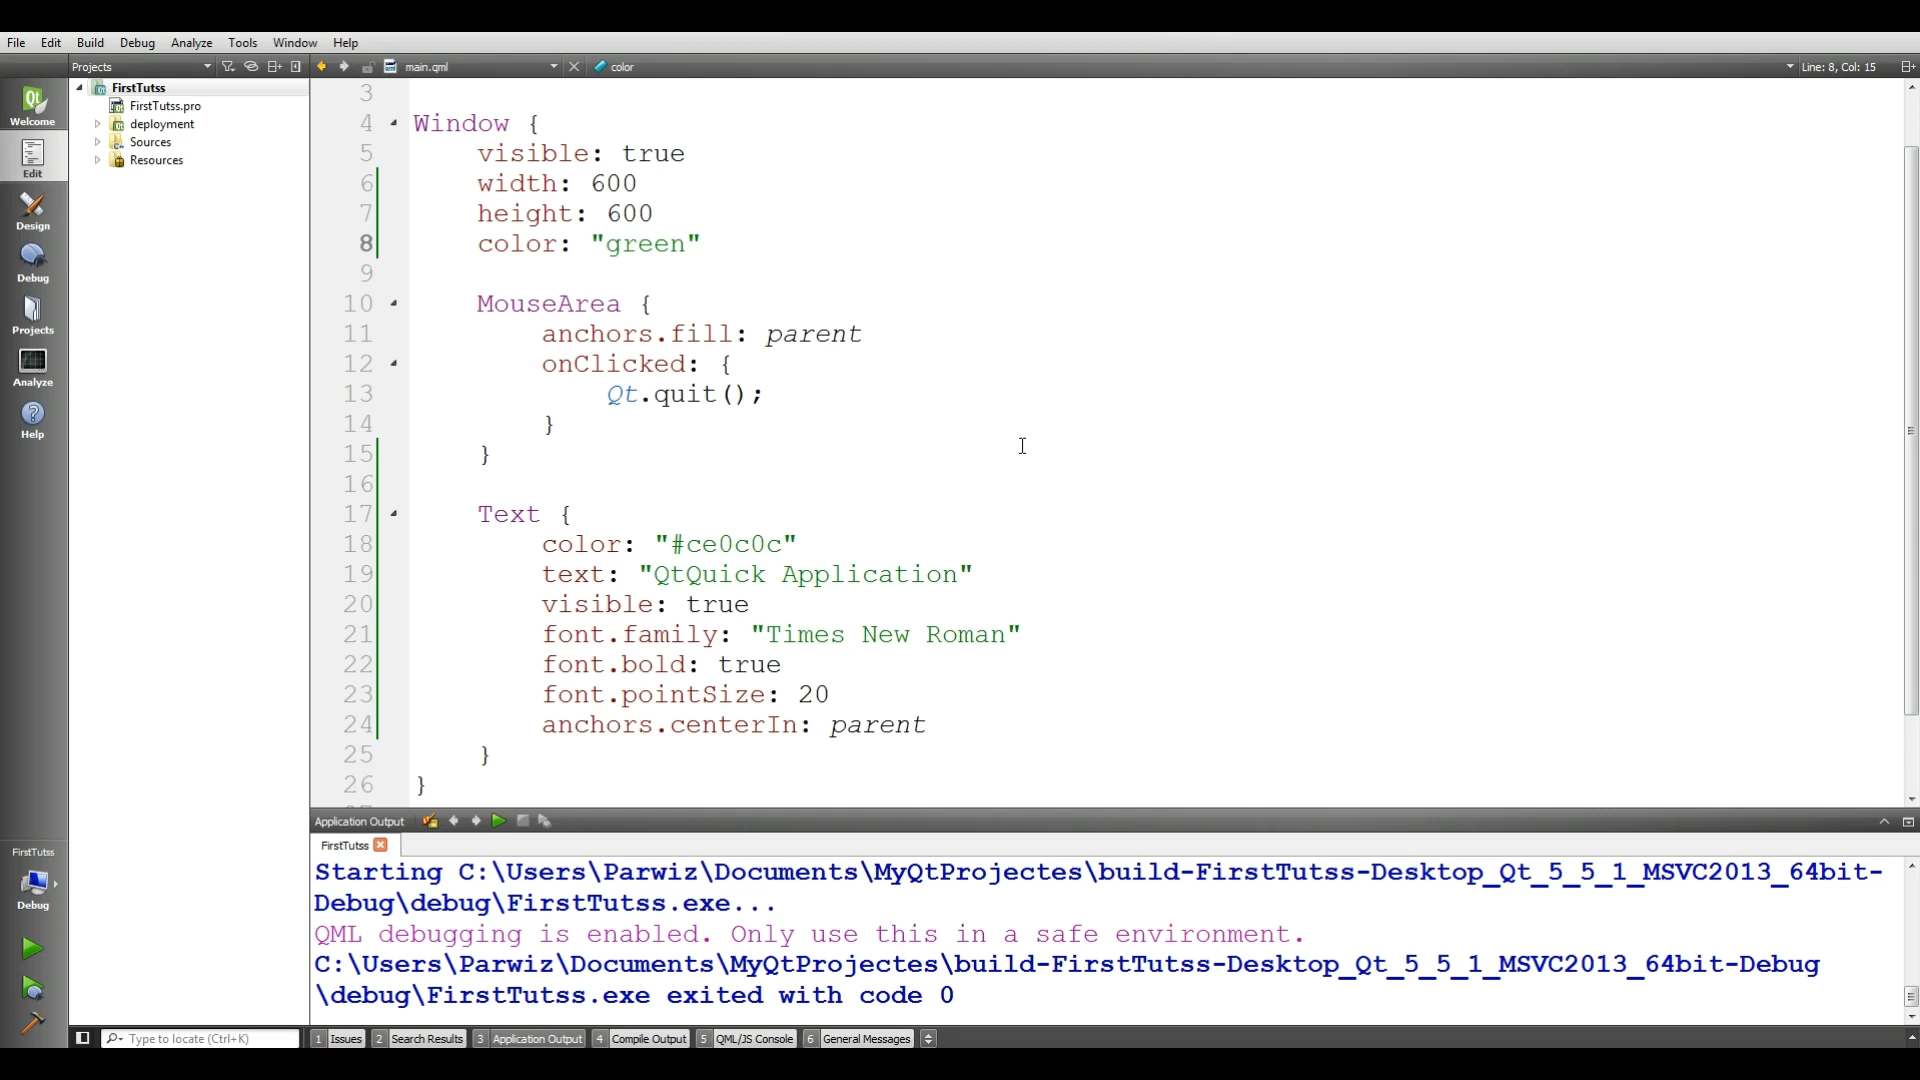 File Edit Build Debug Analyze Tools Window Help
Projects main.qml color Line: 8, Col: 15
Welcome
Edit
Design
Debug
Projects
Analyze
Help
FirstTutss
FirstTutss.pro
deployment
Sources
Resources
3
4 Window {
5 visible: true
6 width: 600
7 height: 600
8 color: "green"
9
10 MouseArea {
11 anchors.fill: parent
12 onClicked: {
13 Qt.quit();
14 }
15 }
16
17 Text {
18 color: "#ce0c0c"
19 text: "QtQuick Application"
20 visible: true
21 font.family: "Times New Roman"
22 font.bold: true
23 font.pointSize: 20
24 anchors.centerIn: parent
25 }
26 }
Application Output
FirstTutss
Starting C:\Users\Parwiz\Documents\MyQtProjectes\build-FirstTutss-Desktop_Qt_5_5_1_MSVC2013_64bit-
Debug\debug\FirstTutss.exe...
QML debugging is enabled. Only use this in a safe environment.
C:\Users\Parwiz\Documents\MyQtProjectes\build-FirstTutss-Desktop_Qt_5_5_1_MSVC2013_64bit-Debug
\debug\FirstTutss.exe exited with code 0
FirstTutss
Debug
Type to locate (Ctrl+K) 1 Issues 2 Search Results 3 Application Output 4 Compile Output 5 QML/JS Console 6 General Messages